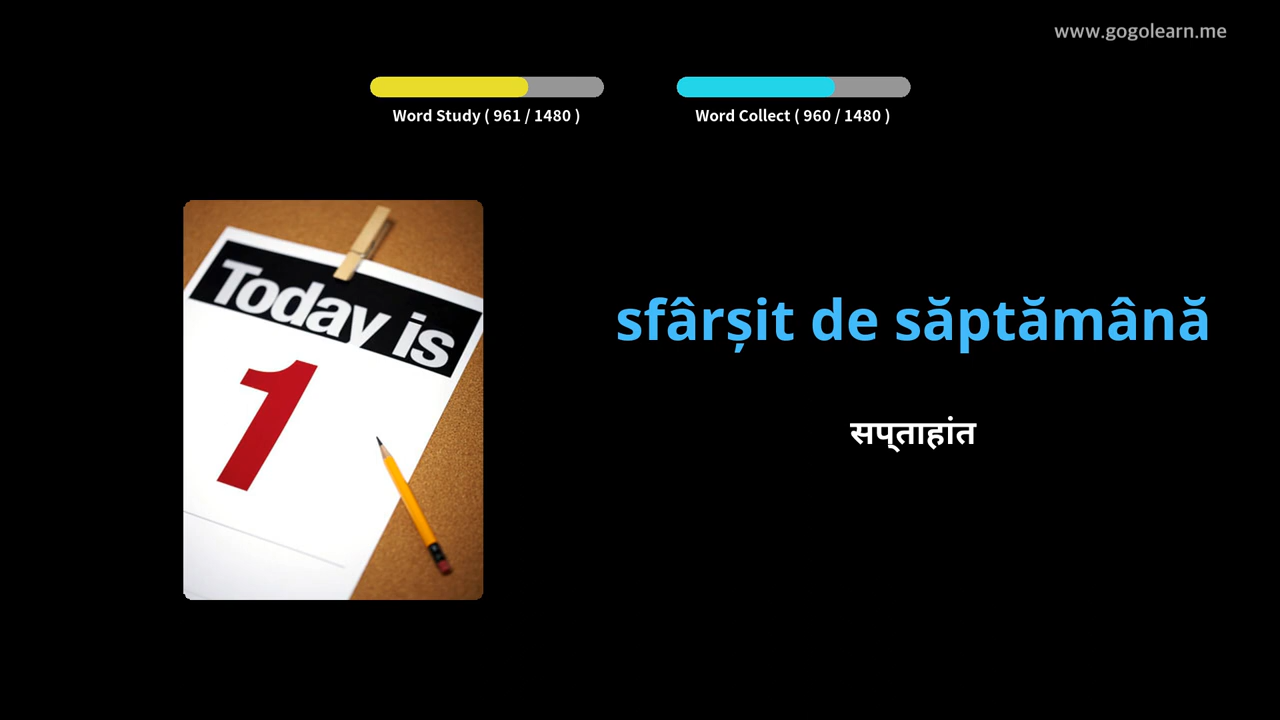 www.gogolearn.me
Word Study ( 961 / 1480 )
Word Collect ( 960 / 1480 )
Today is
1
sfârșit de săptămână
सप्ताहांत